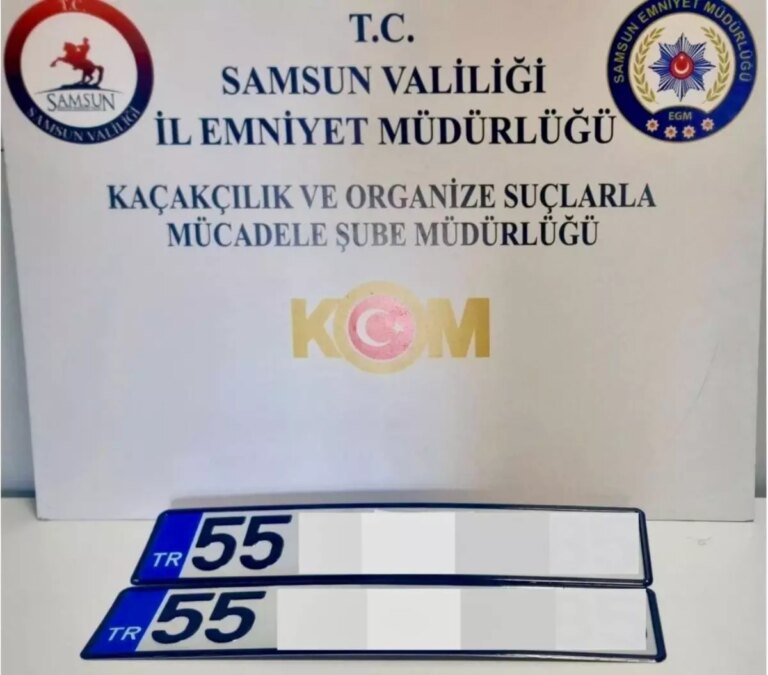 T.C.
SAMSUN VALİLİĞİ
İL EMNİYET MÜDÜRLÜĞÜ
KAÇAKÇILIK VE ORGANİZE SUÇLARLA
MÜCADELE ŞUBE MÜDÜRLÜĞÜ
KOM
T.C.
SAMSUN
SAMSUN VALİLİĞİ
SAMSUN EMNİYET MÜDÜRLÜĞÜ
EGM
TR 55
TR 55